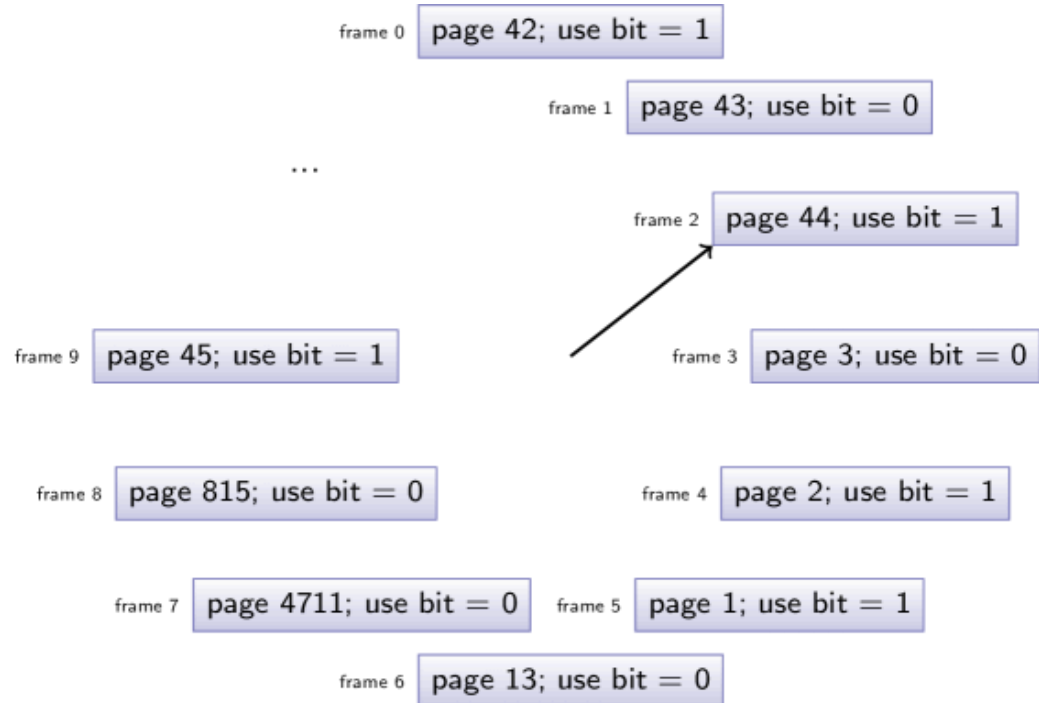 frame 0 page 42; use bit = 1
frame 1 page 43; use bit = 0
...
frame 2 page 44; use bit = 1
frame 9 page 45; use bit = 1
frame 3 page 3; use bit = 0
frame 8 page 815; use bit = 0
frame 4 page 2; use bit = 1
frame 7 page 4711; use bit = 0
frame 5 page 1; use bit = 1
frame 6 page 13; use bit = 0